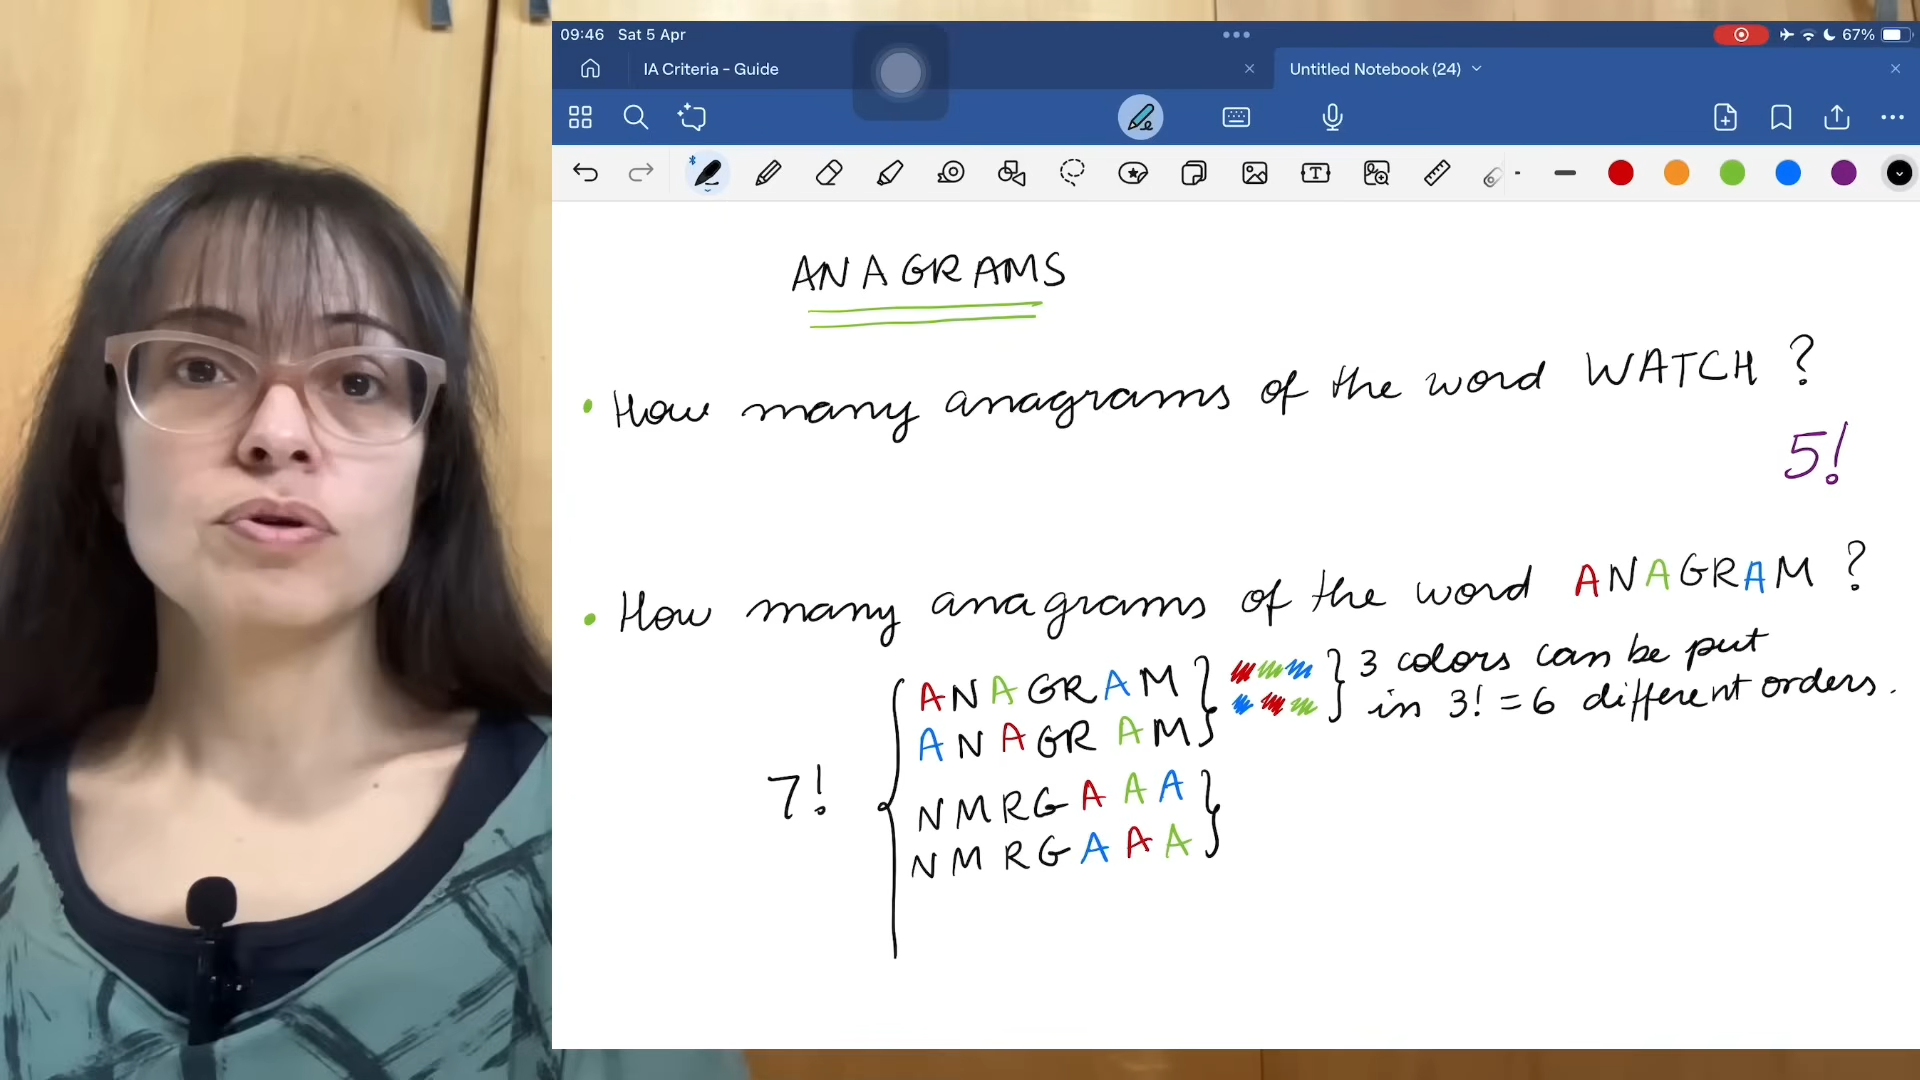 09:46 Sat 5 Apr
67%
IA Criteria – Guide
Untitled Notebook (24)
ANAGRAMS
• How many anagrams of the word WATCH ?
5!
• How many anagrams of the word ANAGRAM ?
ANAGRAM
3 colors can be put
in 3! = 6 different orders.
ANAGRAM
7!
NMRGAAA
NMRGAAA